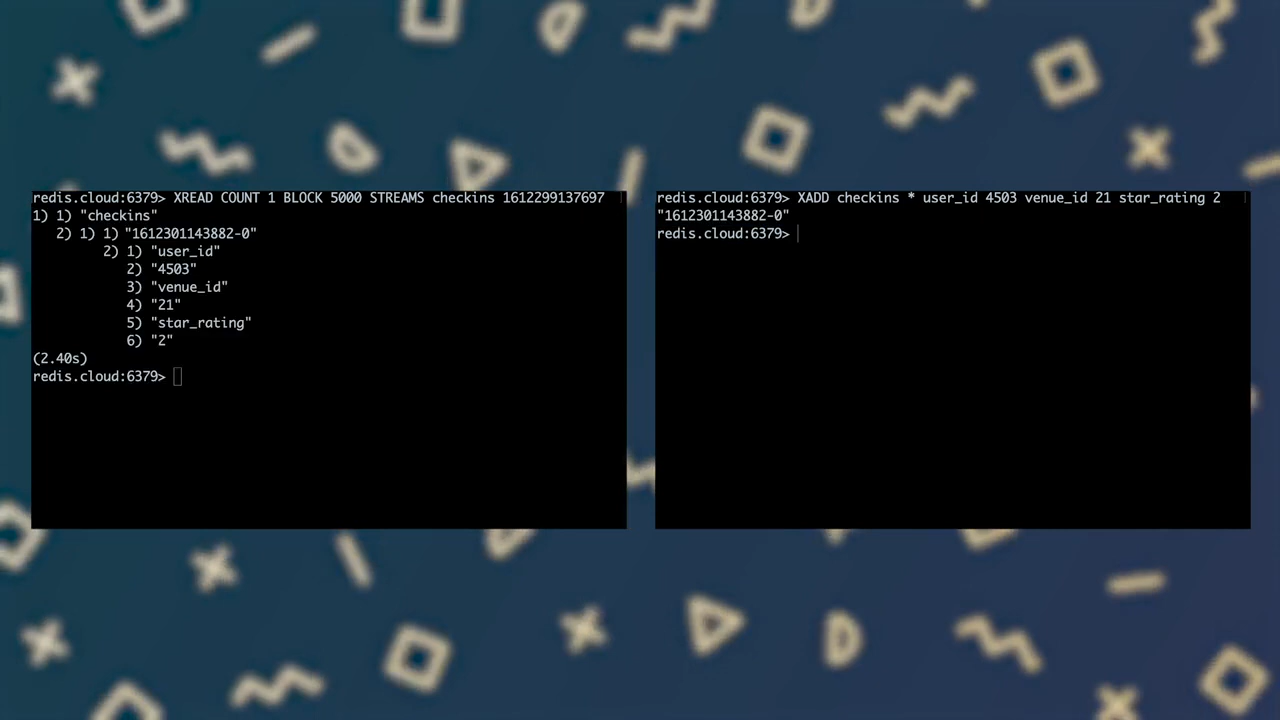 redis.cloud:6379> XREAD COUNT 1 BLOCK 5000 STREAMS checkins 1612299137697
1) 1) "checkins"
   2) 1) 1) "1612301143882-0"
         2) 1) "user_id"
            2) "4503"
            3) "venue_id"
            4) "21"
            5) "star_rating"
            6) "2"
(2.40s)
redis.cloud:6379>
redis.cloud:6379> XADD checkins * user_id 4503 venue_id 21 star_rating 2
"1612301143882-0"
redis.cloud:6379>